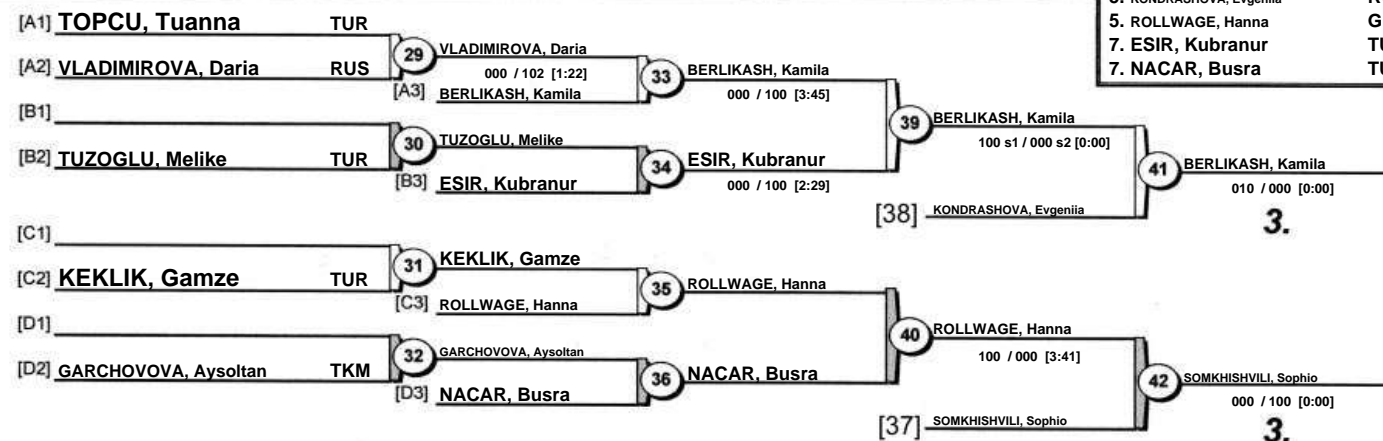 5. ROLLWAGE, Hanna G
7. ESIR, Kubranur TU
7. NACAR, Busra TU
[A1] TOPCU, Tuanna TUR
[A2] VLADIMIROVA, Daria RUS
29
VLADIMIROVA, Daria
000 / 102 [1:22]
[A3] BERLIKASH, Kamila
33
BERLIKASH, Kamila
000 / 100 [3:45]
[B1]
[B2] TUZOGLU, Melike TUR
30
TUZOGLU, Melike
[B3] ESIR, Kubranur
34
ESIR, Kubranur
000 / 100 [2:29]
39
BERLIKASH, Kamila
100 s1 / 000 s2 [0:00]
[38] KONDRASHOVA, Evgeniia
41
BERLIKASH, Kamila
010 / 000 [0:00]
3.
[C1]
[C2] KEKLIK, Gamze TUR
31
KEKLIK, Gamze
[C3] ROLLWAGE, Hanna
35
ROLLWAGE, Hanna
[D1]
[D2] GARCHOVOVA, Aysoltan TKM
32
GARCHOVOVA, Aysoltan
[D3] NACAR, Busra
36
NACAR, Busra
40
ROLLWAGE, Hanna
100 / 000 [3:41]
[37] SOMKHISHVILI, Sophio
42
SOMKHISHVILI, Sophio
000 / 100 [0:00]
3.